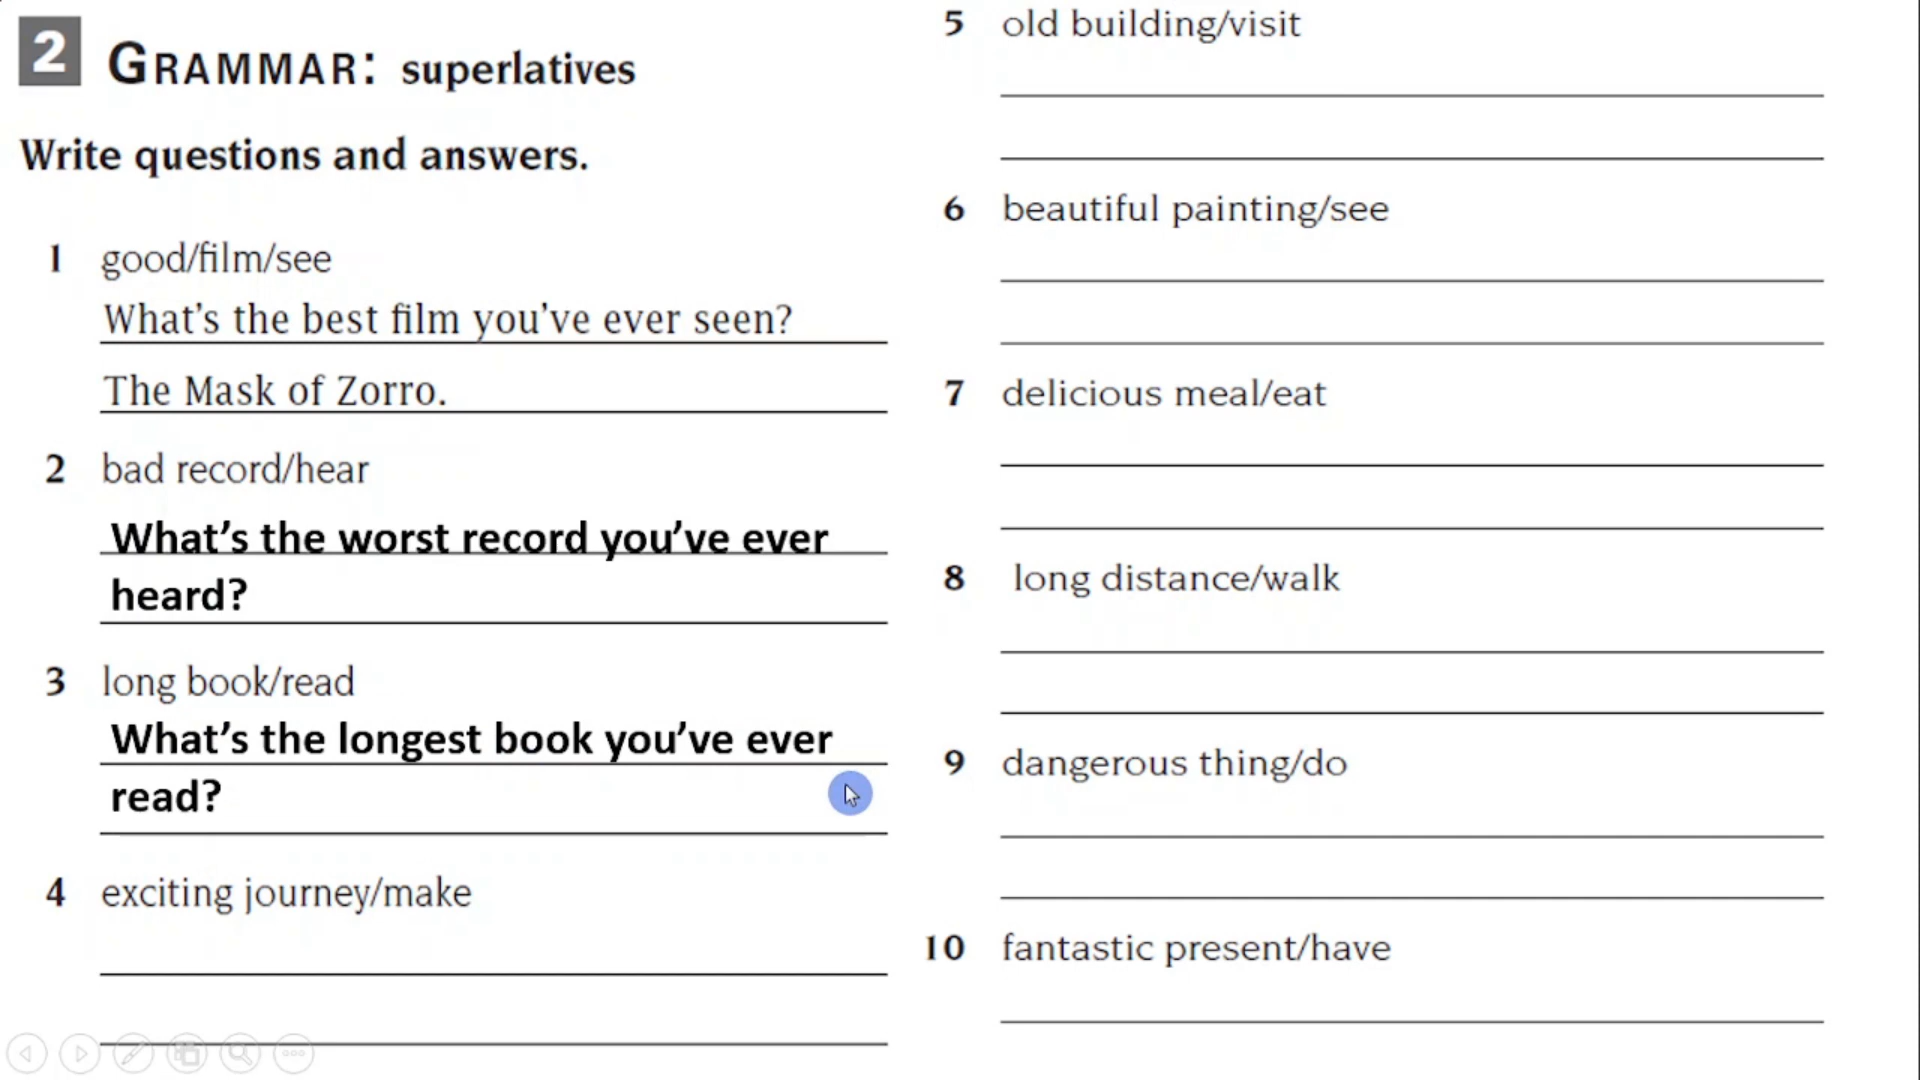 2 GRAMMAR: superlatives
Write questions and answers.
1 good/film/see
What's the best film you've ever seen?
The Mask of Zorro.
2 bad record/hear
What's the worst record you've ever
heard?
3 long book/read
What's the longest book you've ever
read?
4 exciting journey/make
5 old building/visit
6 beautiful painting/see
7 delicious meal/eat
8 long distance/walk
9 dangerous thing/do
10 fantastic present/have